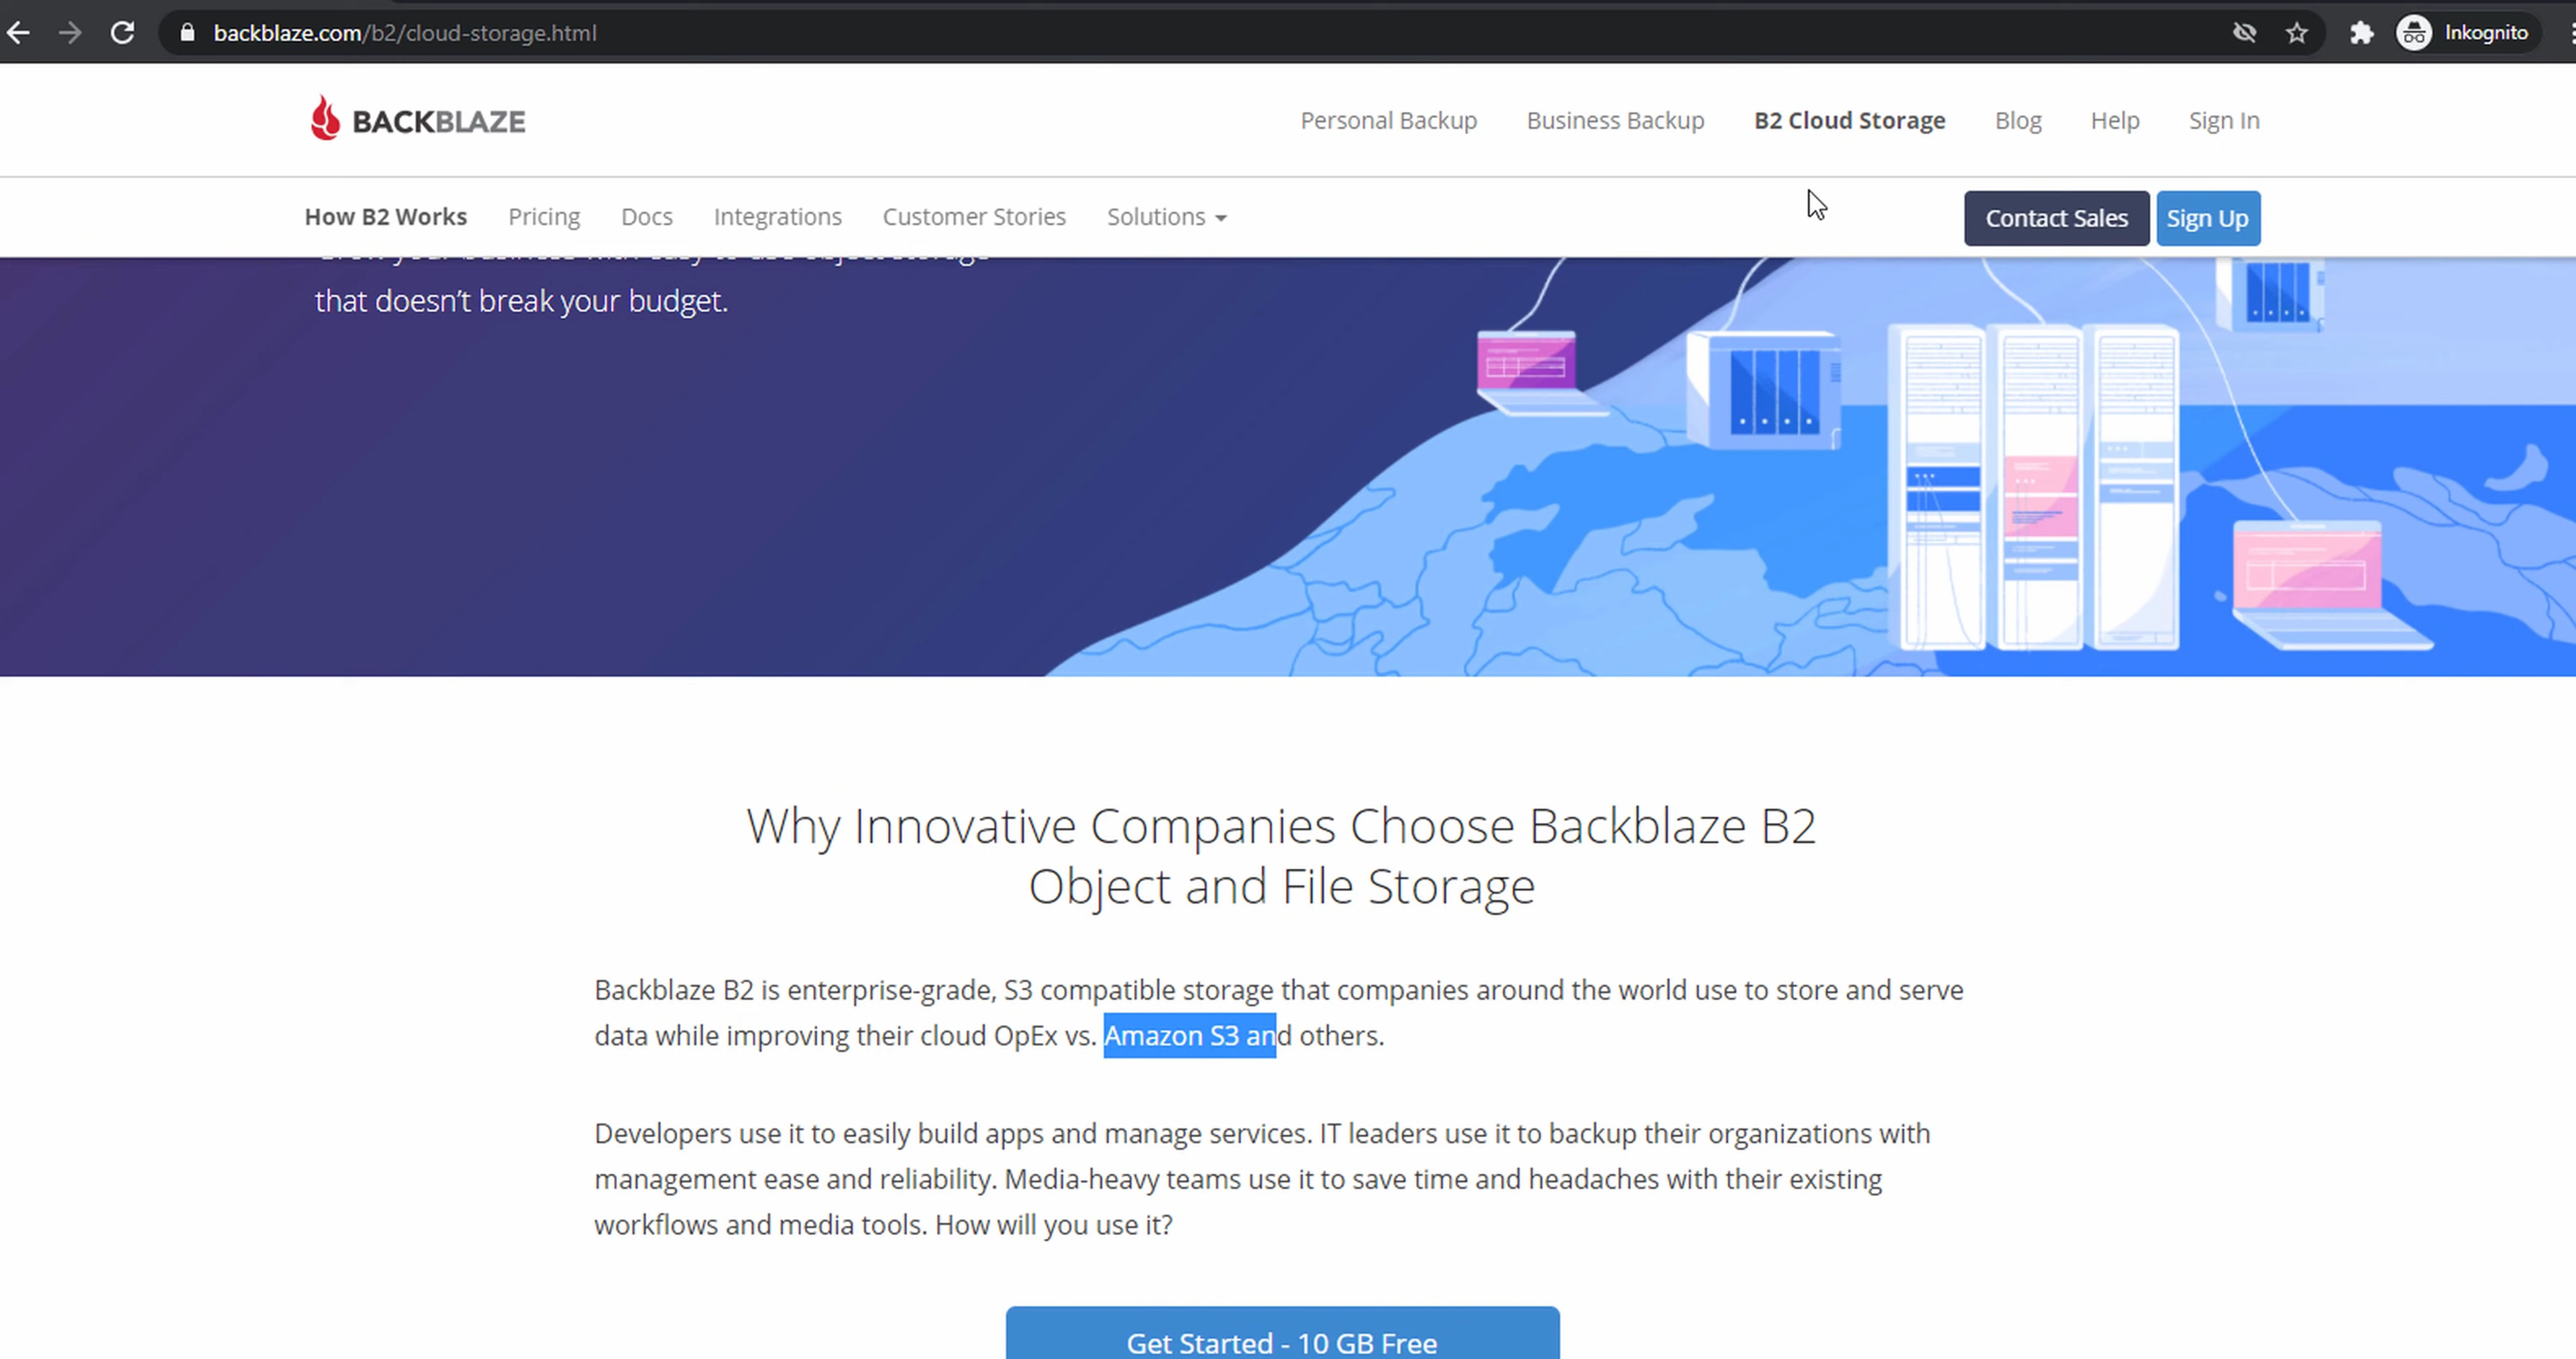 backblaze.com/b2/cloud-storage.html
Inkognito
BACKBLAZE
Personal Backup
Business Backup
B2 Cloud Storage
Blog
Help
Sign In
How B2 Works
Pricing
Docs
Integrations
Customer Stories
Solutions
Contact Sales
Sign Up
that doesn’t break your budget.
Why Innovative Companies Choose Backblaze B2
Object and File Storage
Backblaze B2 is enterprise-grade, S3 compatible storage that companies around the world use to store and serve
data while improving their cloud OpEx vs. Amazon S3 and others.
Developers use it to easily build apps and manage services. IT leaders use it to backup their organizations with
management ease and reliability. Media-heavy teams use it to save time and headaches with their existing
workflows and media tools. How will you use it?
Get Started - 10 GB Free